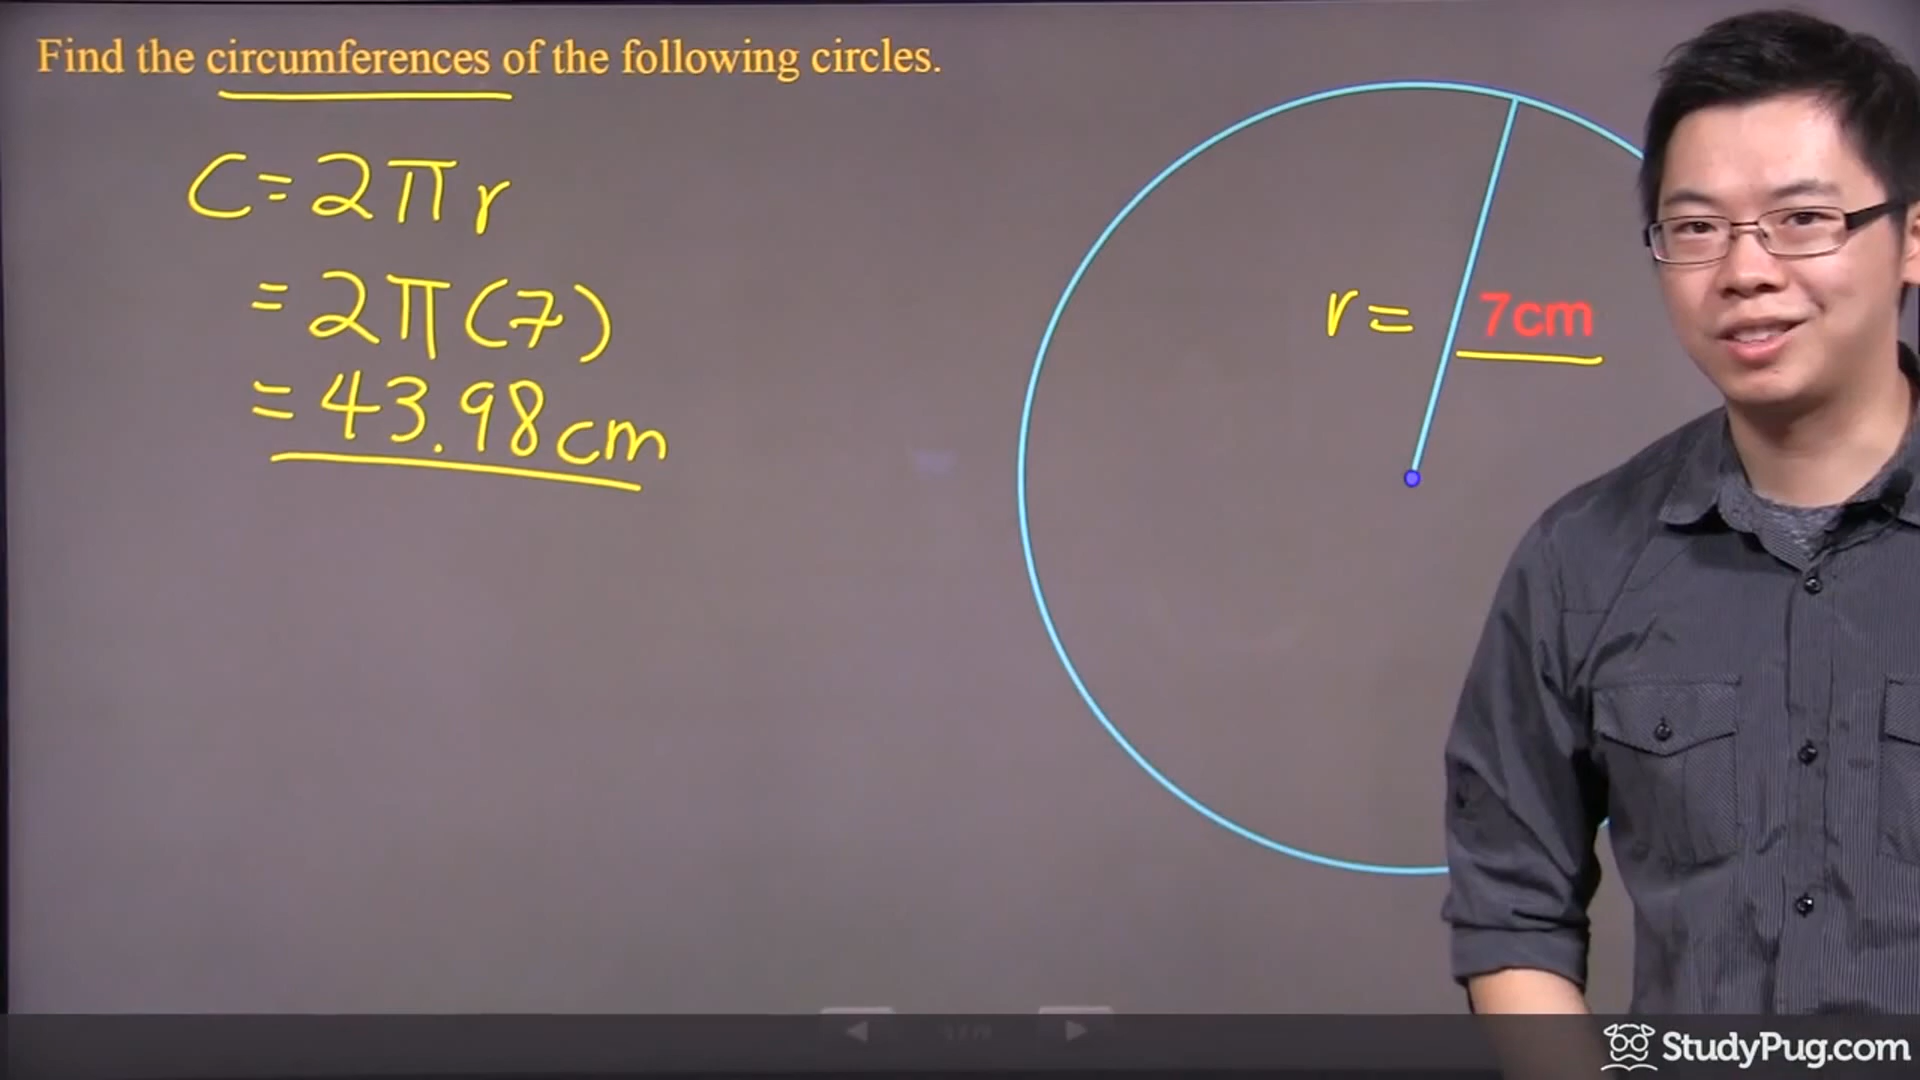 Find the circumferences of the following circles.
C=2πr
=2π(7)
=43.98cm
r= 7cm
StudyPug.com